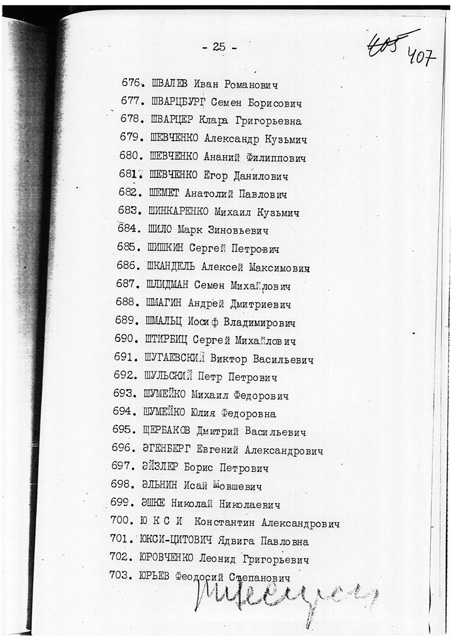 - 25 -
405 407
676. ШВАЛЕВ Иван Романович
677. ШВАРЦБУРГ Семен Борисович
678. ШВАРЦЕР Клара Григорьевна
679. ШЕВЧЕНКО Александр Кузьмич
680. ШЕВЧЕНКО Ананий Филиппович
681. ШЕВЧЕНКО Егор Данилович
682. ШЕМЕТ Анатолий Павлович
683. ШИНКАРЕНКО Михаил Кузьмич
684. ШИЛО Марк Зиновьевич
685. ШИШКИН Сергей Петрович
686. ШКАНДЕЛЬ Алексей Максимович
687. ШЛИДМАН Семен Михайлович
688. ШМАГИН Андрей Дмитриевич
689. ШМАЛЬЦ Иосиф Владимирович
690. ШТИРБИЦ Сергей Михайлович
691. ШУГАЕВСКИЙ Виктор Васильевич
692. ШУЛЬСКИЙ Петр Петрович
693. ШУМЕЙКО Михаил Федорович
694. ШУМЕЙКО Юлия Федоровна
695. ЩЕРБАКОВ Дмитрий Васильевич
696. ЭГЕНБЕРГ Евгений Александрович
697. ЭЙЗЛЕР Борис Петрович
698. ЭЛЬНИН Исай Мовшевич
699. ЭШКЕ Николай Николаевич
700. Ю К С И Константин Александрович
701. ЮКСИ-ЦИТОВИЧ Ядвига Павловна
702. ЮРОВЧЕНКО Леонид Григорьевич
703. ЮРЬЕВ Феодосий Степанович